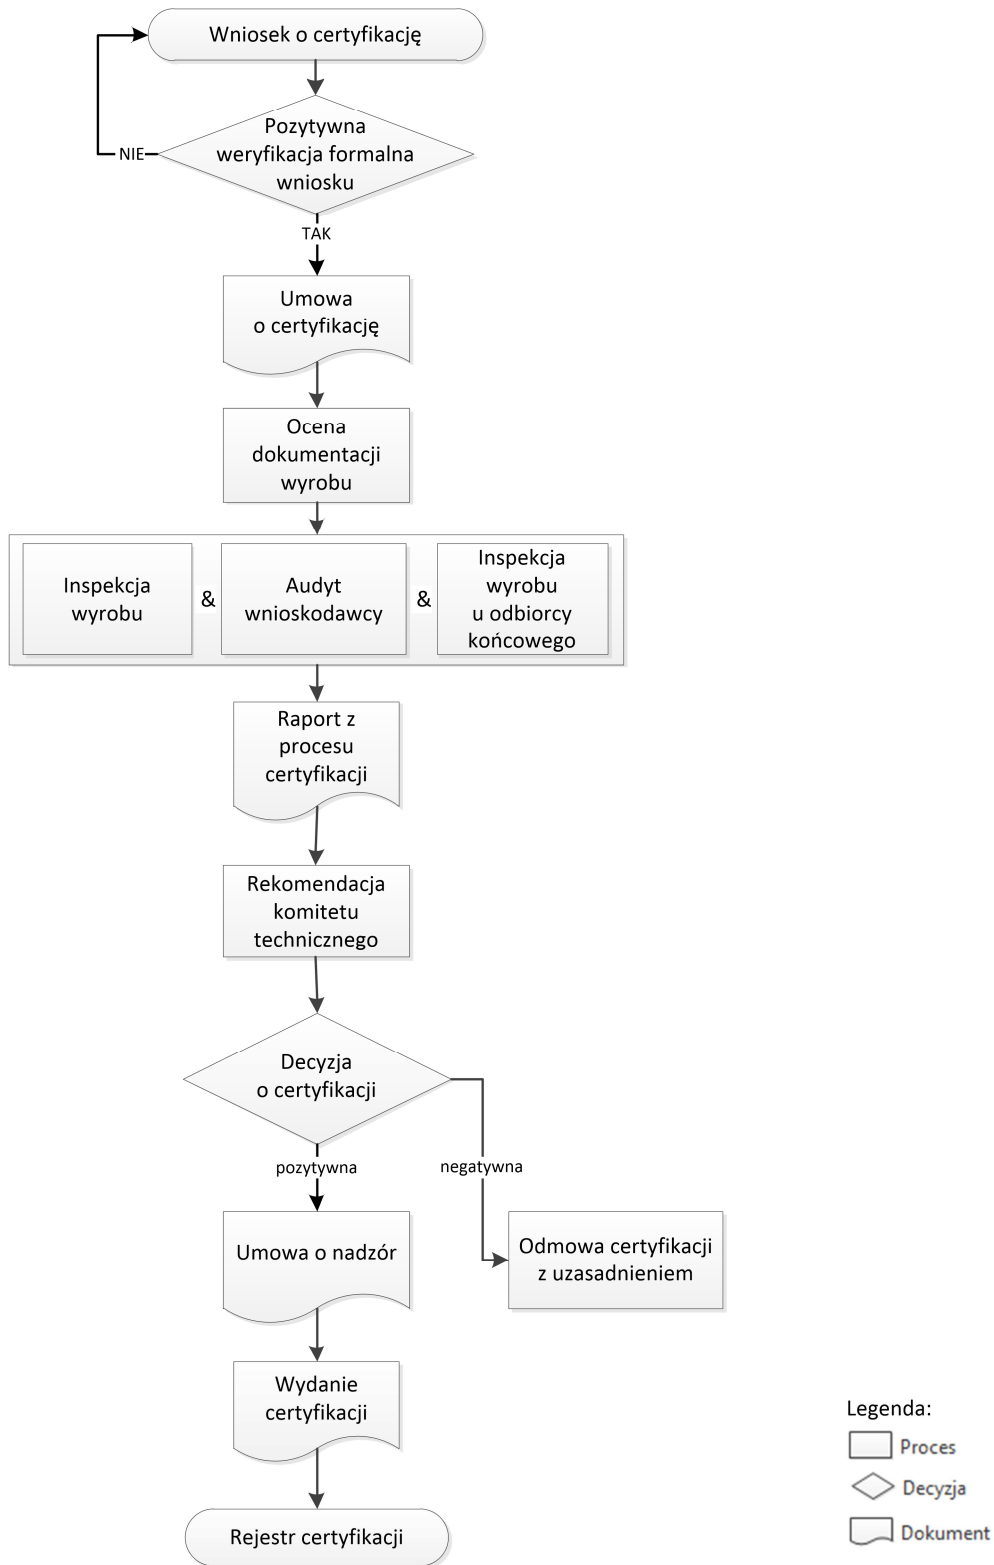 Wniosek o certyfikację
Pozytywna
weryfikacja formalna
wniosku
NIE
TAK
Umowa
o certyfikację
Ocena
dokumentacji
wyrobu
Inspekcja
wyrobu
&
Audyt
wnioskodawcy
&
Inspekcja
wyrobu
u odbiorcy
końcowego
Raport z
procesu
certyfikacji
Rekomendacja
komitetu
technicznego
Decyzja
o certyfikacji
pozytywna
negatywna
Umowa o nadzór
Odmowa certyfikacji
z uzasadnieniem
Wydanie
certyfikacji
Rejestr certyfikacji
Legenda:
Proces
Decyzja
Dokument